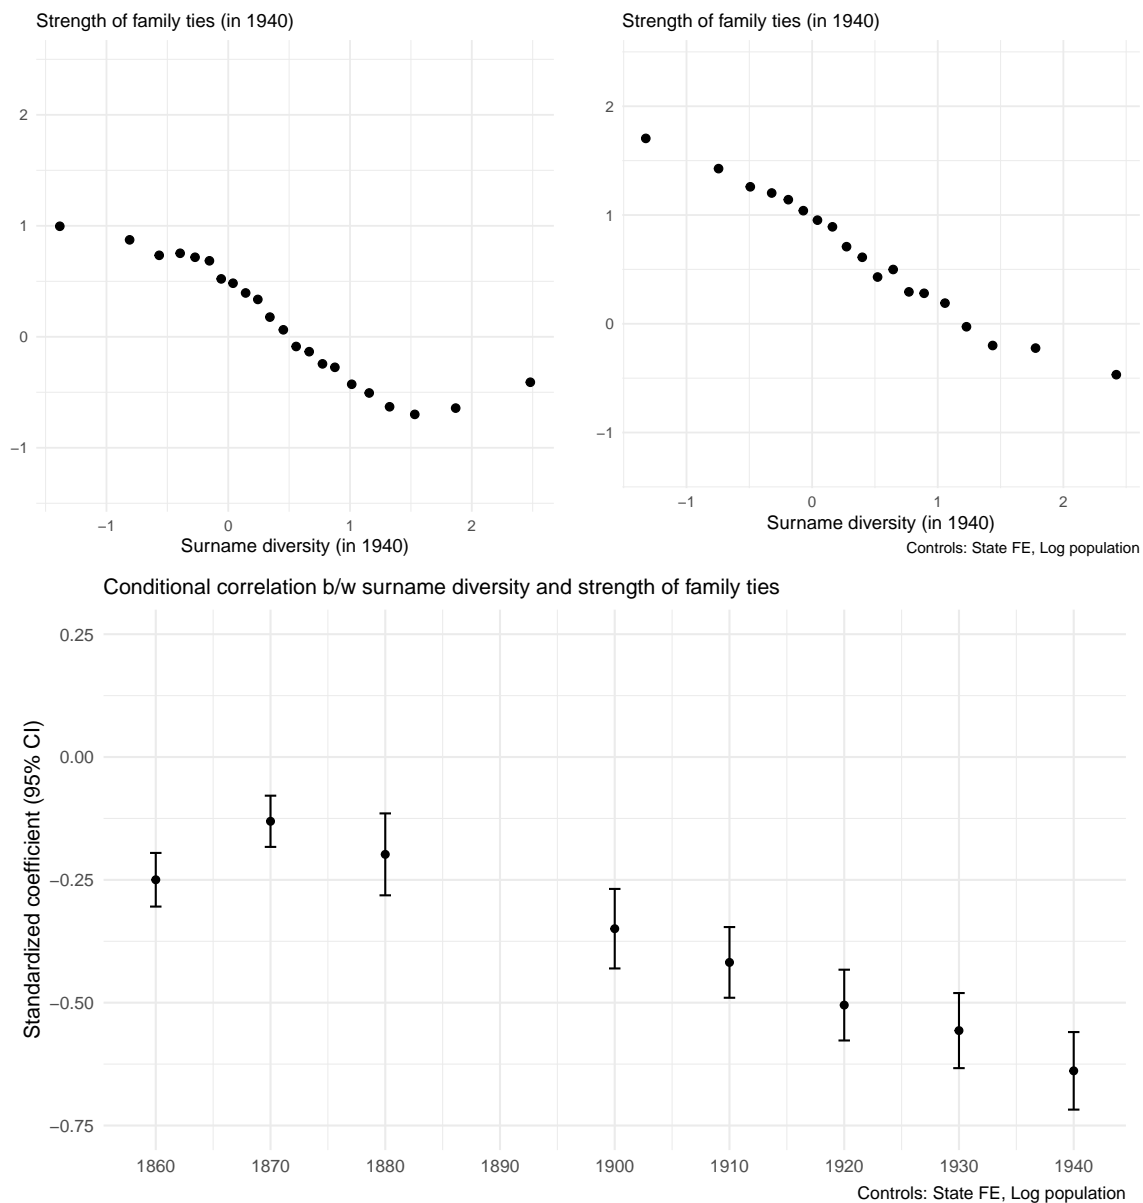 Strength of family ties (in 1940)
2
1
0
−1
−1 0 1 2
Surname diversity (in 1940)
Strength of family ties (in 1940)
2
1
0
−1
−1 0 1 2
Surname diversity (in 1940)
Controls: State FE, Log population
Conditional correlation b/w surname diversity and strength of family ties
Standardized coefficient (95% CI)
0.25
0.00
−0.25
−0.50
−0.75
1860 1870 1880 1890 1900 1910 1920 1930 1940
Controls: State FE, Log population